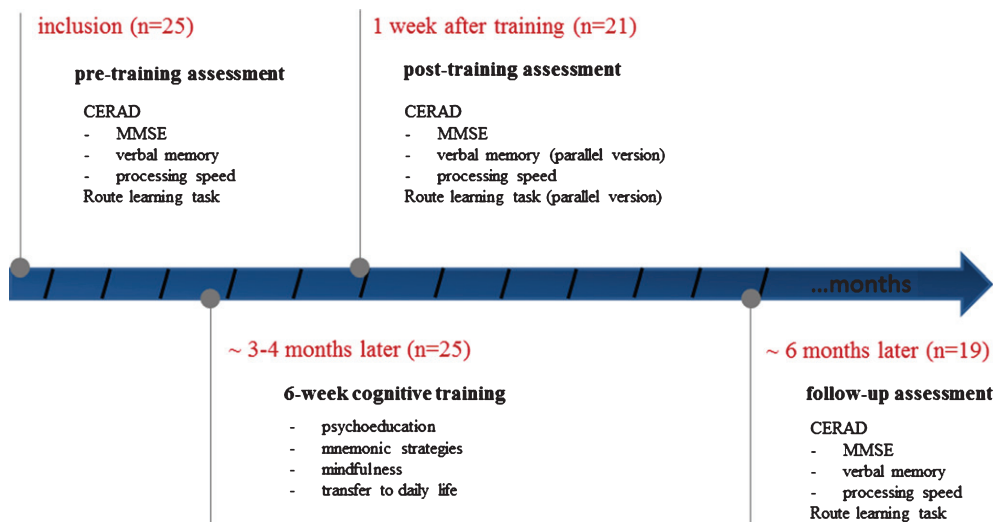 inclusion (n=25)
pre-training assessment
CERAD
- MMSE
- verbal memory
- processing speed
Route learning task
1 week after training (n=21)
post-training assessment
CERAD
- MMSE
- verbal memory (parallel version)
- processing speed
Route learning task (parallel version)
...months
~ 3-4 months later (n=25)
6-week cognitive training
- psychoeducation
- mnemonic strategies
- mindfulness
- transfer to daily life
~ 6 months later (n=19)
follow-up assessment
CERAD
- MMSE
- verbal memory
- processing speed
Route learning task